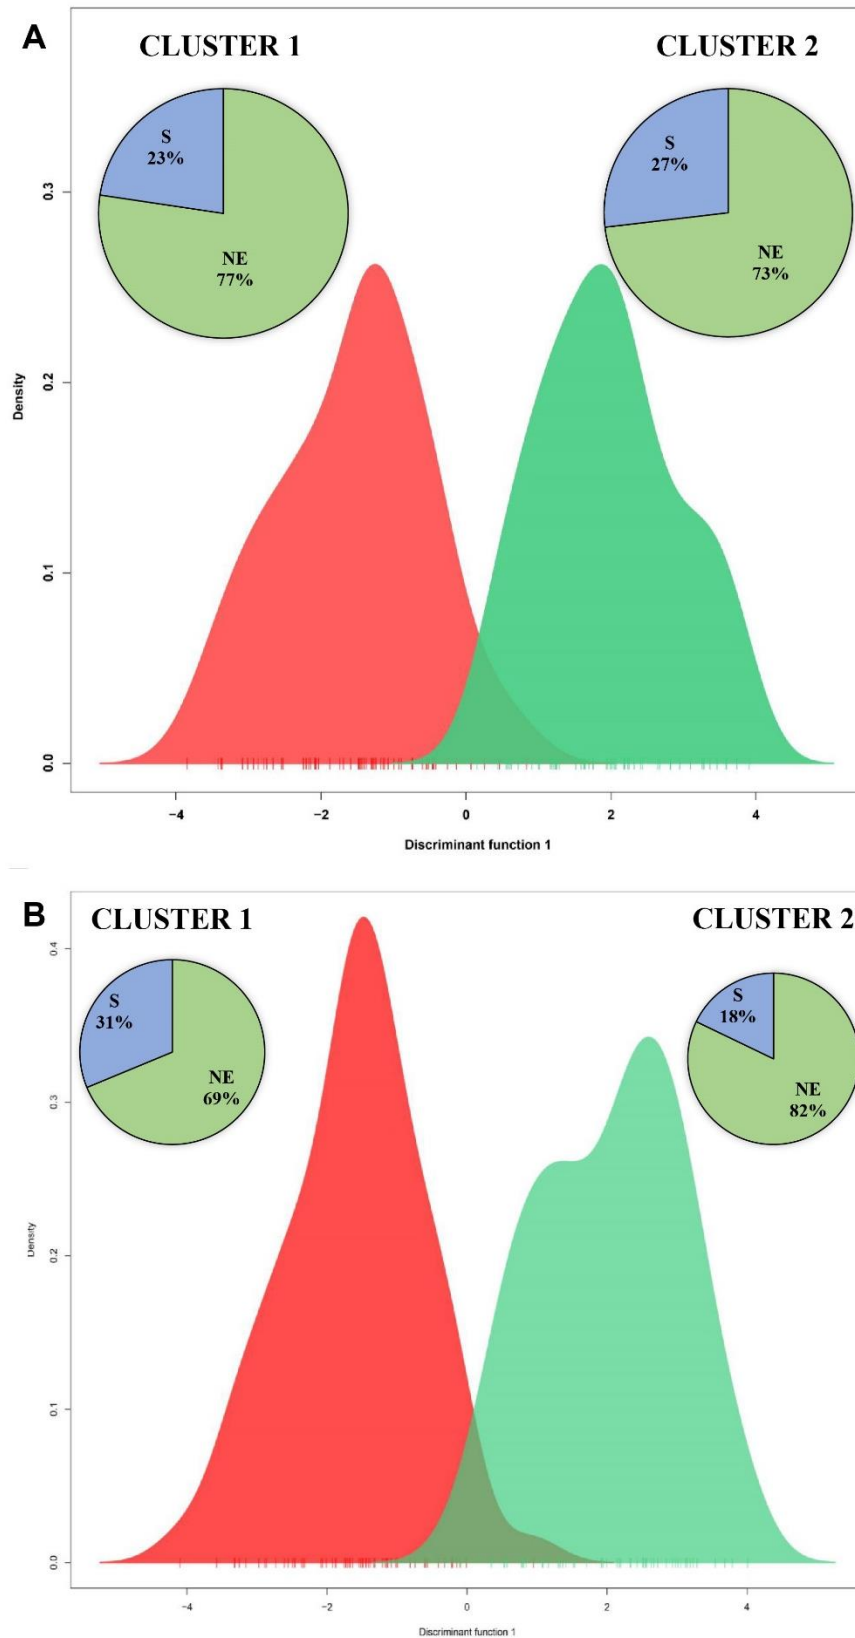 A
CLUSTER 1
CLUSTER 2
S
23%
NE
77%
S
27%
NE
73%
0.3
0.2
0.1
0.0
Density
−4
−2
0
2
4
Discriminant function 1
B
CLUSTER 1
CLUSTER 2
S
31%
NE
69%
S
18%
NE
82%
0.4
0.3
0.2
0.1
0.0
Density
−4
−2
0
2
4
Discriminant function 1